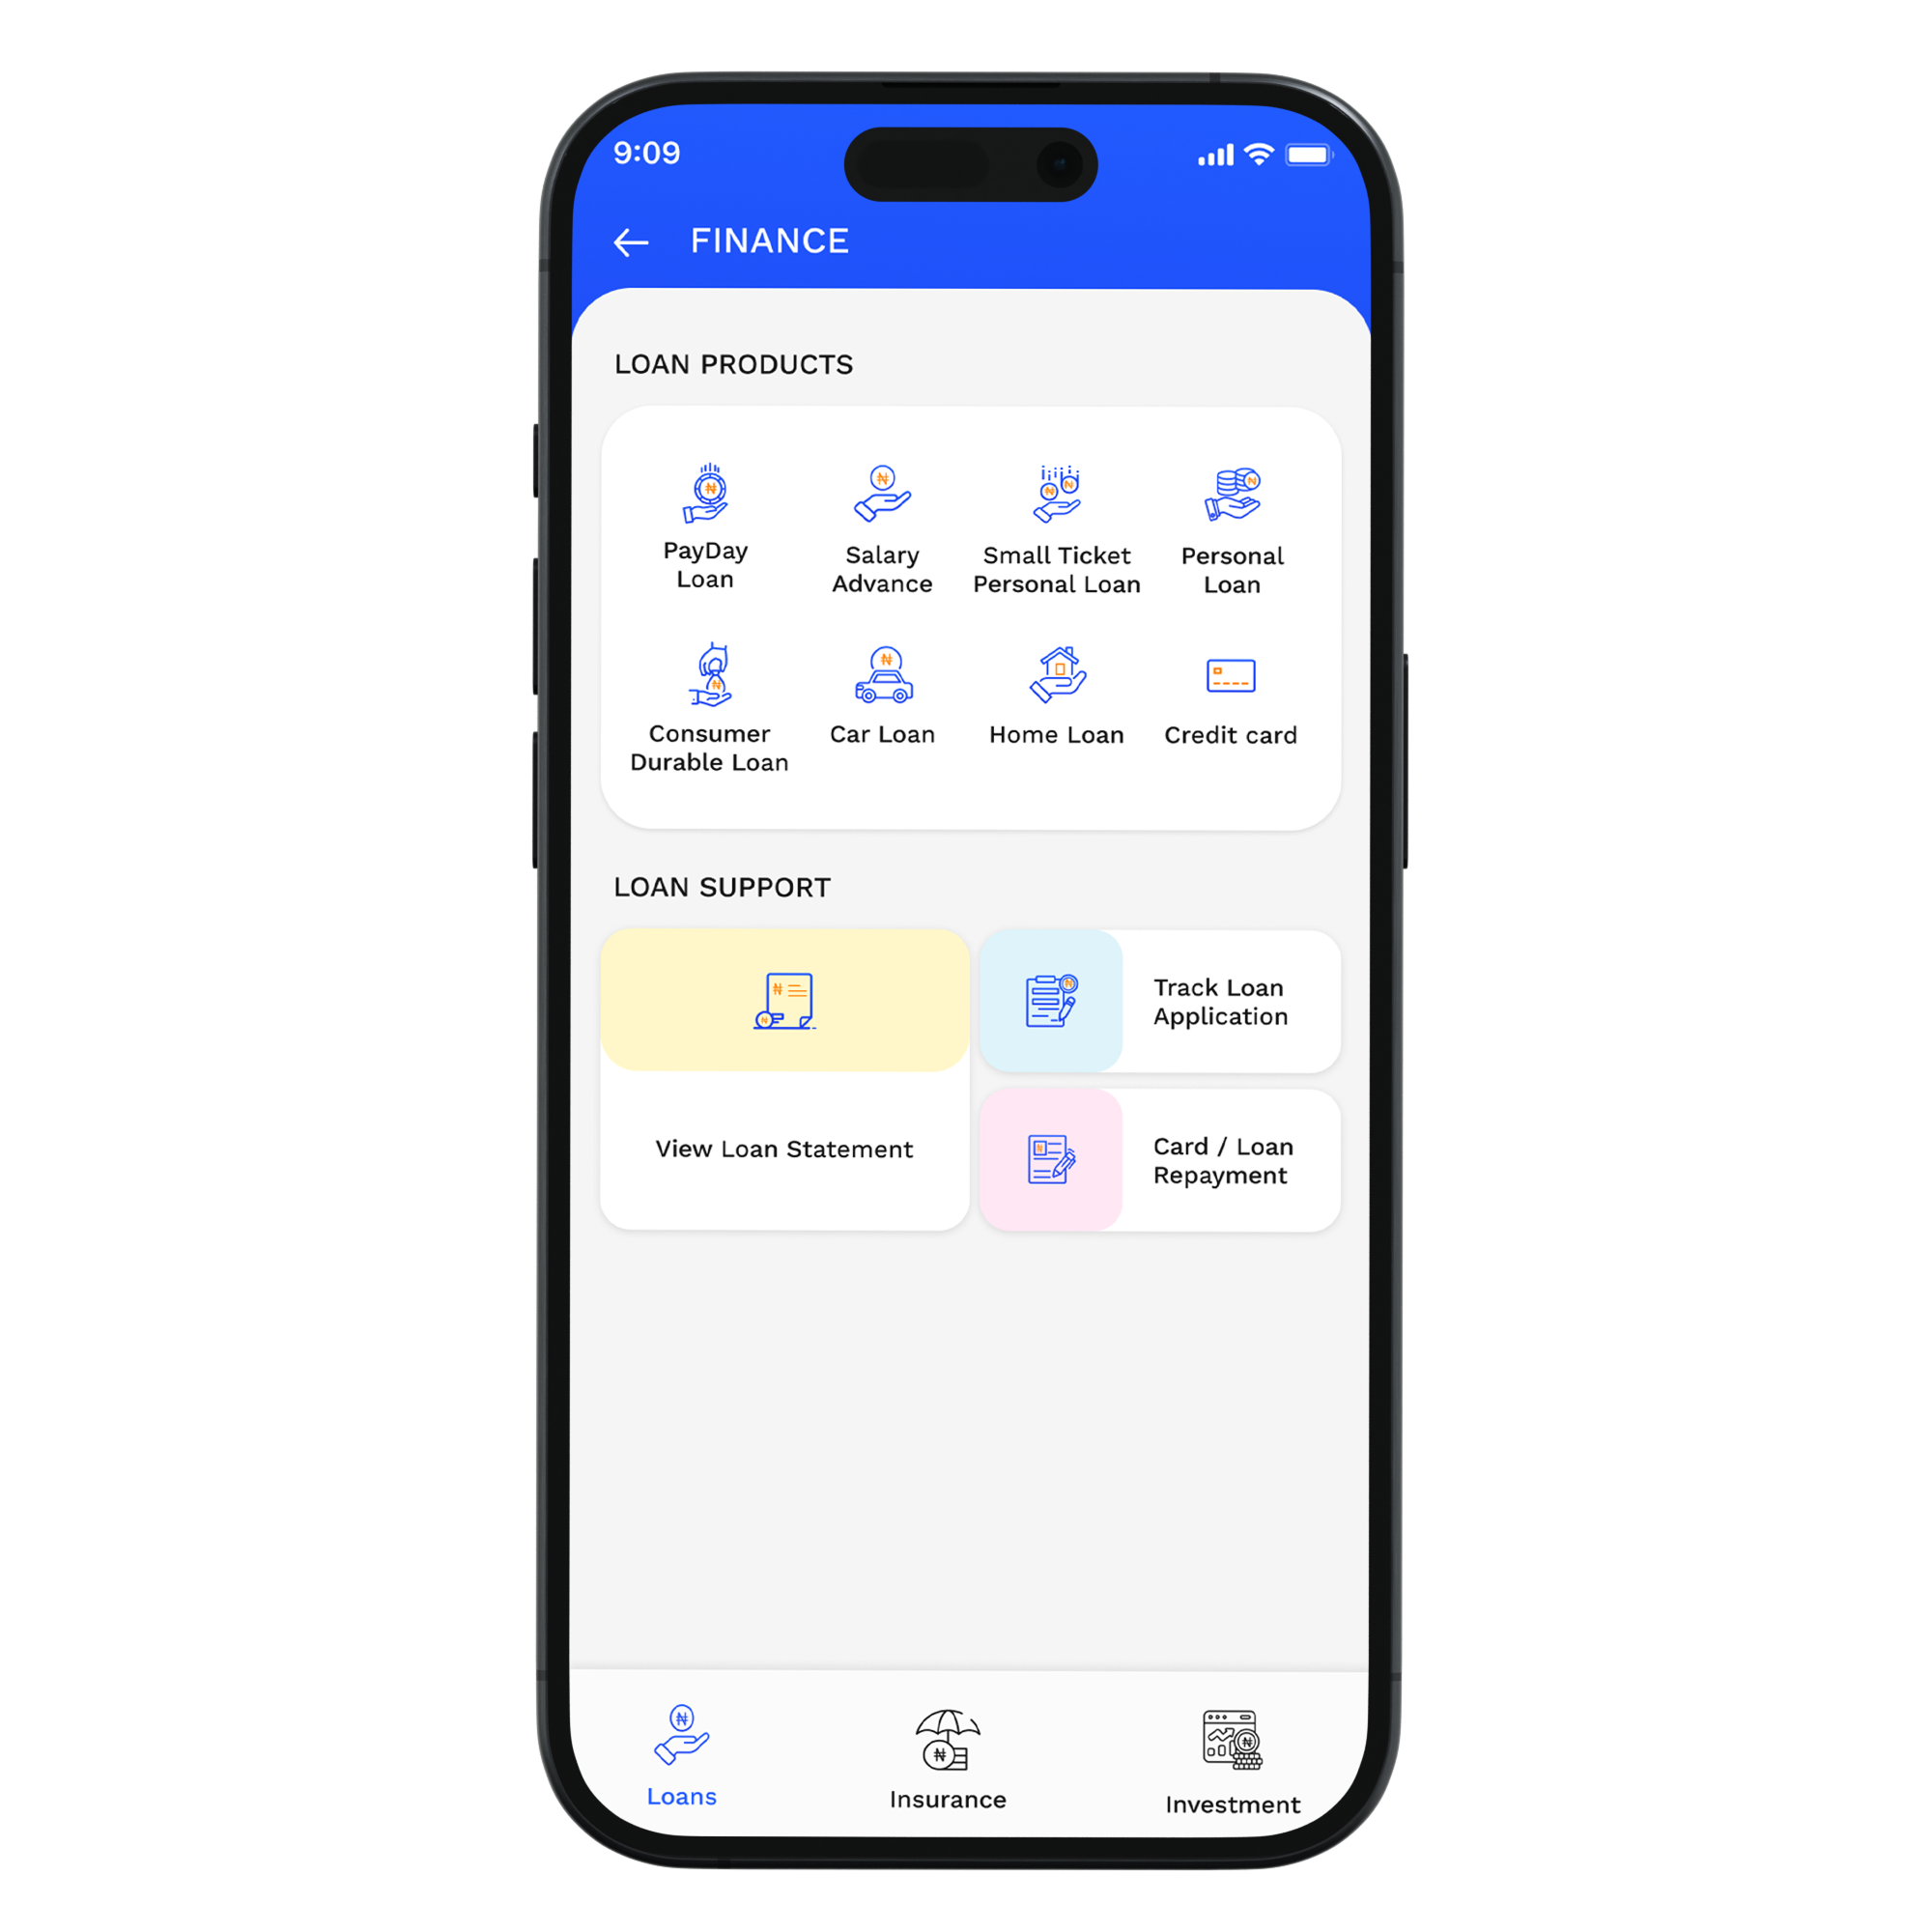 9:09
FINANCE
LOAN PRODUCTS
PayDay
Loan
Salary
Advance
Small Ticket
Personal Loan
Personal
Loan
Consumer
Durable Loan
Car Loan
Home Loan
Credit card
LOAN SUPPORT
View Loan Statement
Track Loan
Application
Card / Loan
Repayment
Loans
Insurance
Investment